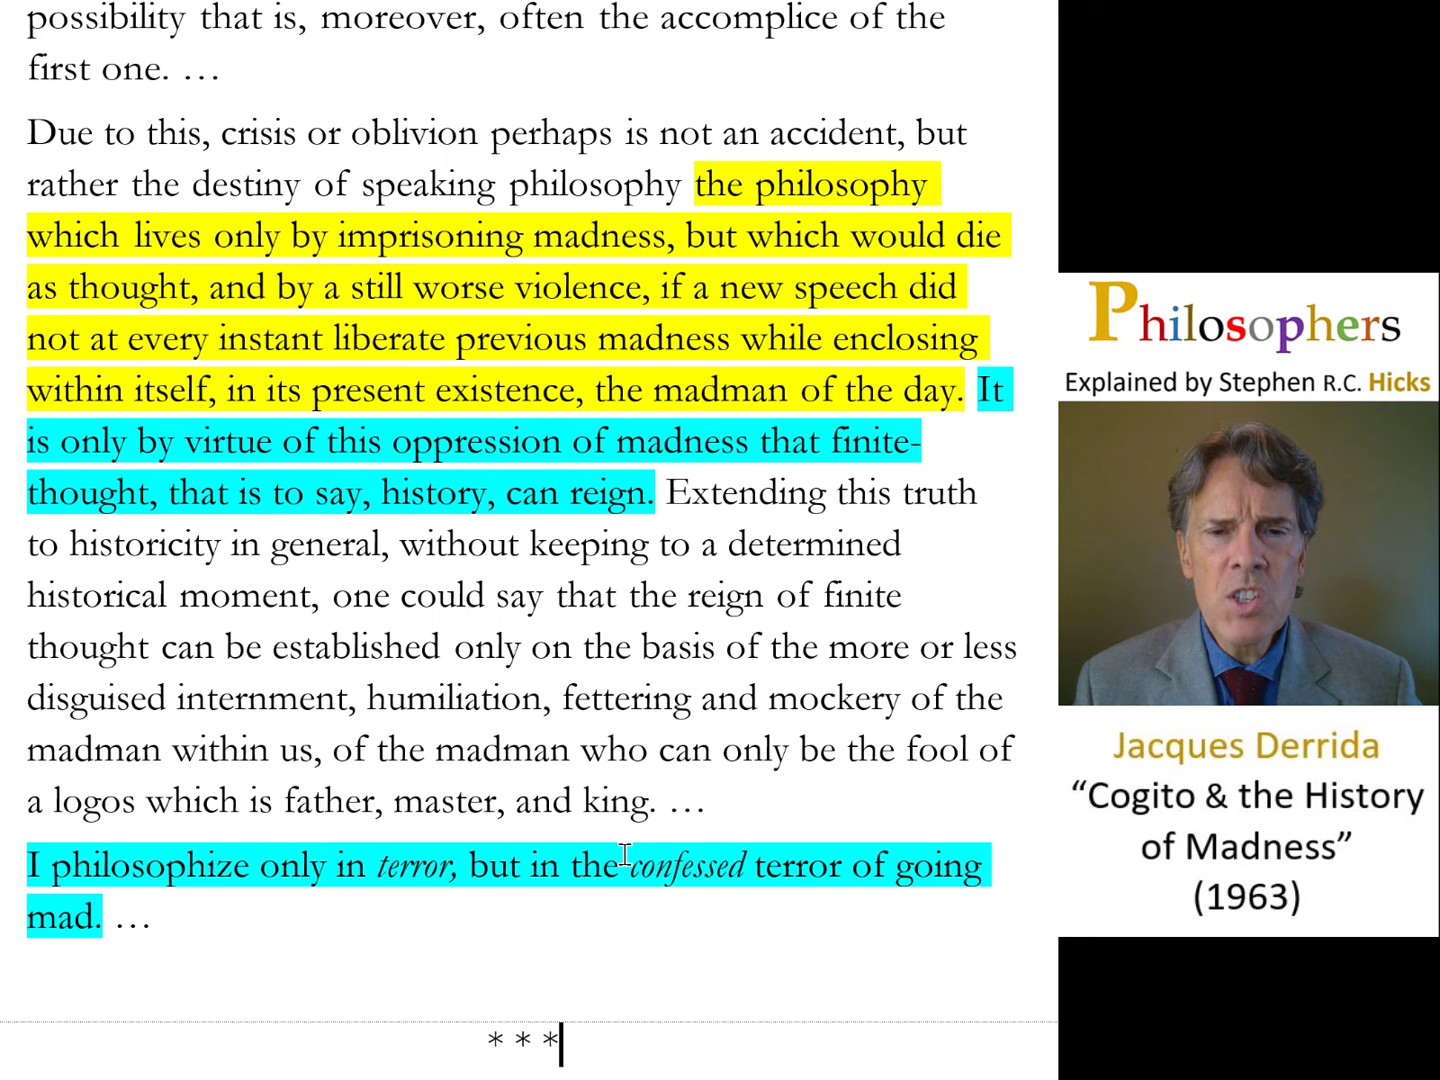 possibility that is, moreover, often the accomplice of the
first one. …
Due to this, crisis or oblivion perhaps is not an accident, but
rather the destiny of speaking philosophy the philosophy
which lives only by imprisoning madness, but which would die
as thought, and by a still worse violence, if a new speech did
not at every instant liberate previous madness while enclosing
within itself, in its present existence, the madman of the day. It
is only by virtue of this oppression of madness that finite-
thought, that is to say, history, can reign. Extending this truth
to historicity in general, without keeping to a determined
historical moment, one could say that the reign of finite
thought can be established only on the basis of the more or less
disguised internment, humiliation, fettering and mockery of the
madman within us, of the madman who can only be the fool of
a logos which is father, master, and king. …
I philosophize only in terror, but in the confessed terror of going
mad. …
* * *
Philosophers
Explained by Stephen R.C. Hicks
Jacques Derrida
“Cogito & the History
of Madness”
(1963)